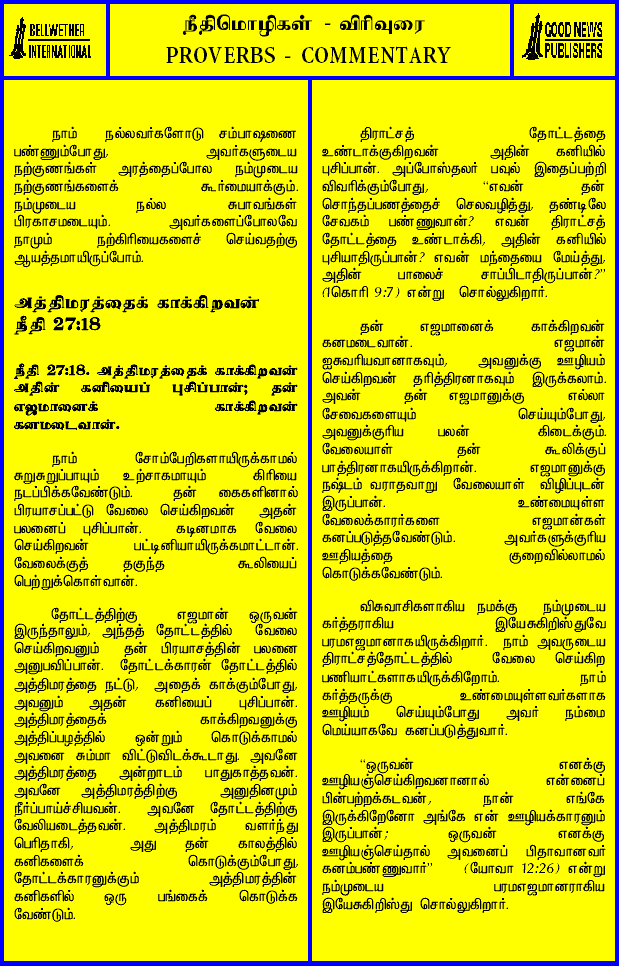 BELLWETHER
INTERNATIONAL
நீதிமொழிகள் - விரிவுரை
PROVERBS - COMMENTARY
GOOD NEWS
PUBLISHERS
நாம் நல்லவர்களோடு சம்பாஷணை
பண்ணும்போது, அவர்களுடைய
நற்குணங்கள் அரத்தைப்போல நம்முடைய
நற்குணங்களைக் கூர்மையாக்கும்.
நம்முடைய நல்ல சுபாவங்கள்
பிரகாசமடையும். அவர்களைப்போலவே
நாமும் நற்கிரியைகளைச் செய்வதற்கு
ஆயத்தமாயிருப்போம்.
அத்திமரத்தைக் காக்கிறவன்
நீதி 27:18
நீதி 27:18. அத்திமரத்தைக் காக்கிறவன்
அதின் கனியைப் புசிப்பான்; தன்
எஜமானைக் காக்கிறவன்
கனமடைவான்.
நாம் சோம்பேறிகளாயிருக்காமல்
சுறுசுறுப்பாயும் உற்சாகமாயும் கிரியை
நடப்பிக்கவேண்டும். தன் கைகளினால்
பிரயாசப்பட்டு வேலை செய்கிறவன் அதன்
பலனைப் புசிப்பான். கடினமாக வேலை
செய்கிறவன் பட்டினியாயிருக்கமாட்டான்.
வேலைக்குத் தகுந்த கூலியைப்
பெற்றுக்கொள்வான்.
தோட்டத்திற்கு எஜமான் ஒருவன்
இருந்தாலும், அந்தத் தோட்டத்தில் வேலை
செய்கிறவனும் தன் பிரயாசத்தின் பலனை
அனுபவிப்பான். தோட்டக்காரன் தோட்டத்தில்
அத்திமரத்தை நட்டு, அதைக் காக்கும்போது,
அவனும் அதன் கனியைப் புசிப்பான்.
அத்திமரத்தைக் காக்கிறவனுக்கு
அத்திப்பழத்தில் ஒன்றும் கொடுக்காமல்
அவனை சும்மா விட்டுவிடக்கூடாது. அவனே
அத்திமரத்தை அன்றாடம் பாதுகாத்தவன்.
அவனே அத்திமரத்திற்கு அனுதினமும்
நீர்ப்பாய்ச்சியவன். அவனே தோட்டத்திற்கு
வேலியடைத்தவன். அத்திமரம் வளர்ந்து
பெரிதாகி, அது தன் காலத்தில்
கனிகளைக் கொடுக்கும்போது,
தோட்டக்காரனுக்கும் அத்திமரத்தின்
கனிகளில் ஒரு பங்கைக் கொடுக்க
வேண்டும்.
திராட்சத் தோட்டத்தை
உண்டாக்குகிறவன் அதின் கனியில்
புசிப்பான். அப்போஸ்தலர் பவுல் இதைப்பற்றி
விவரிக்கும்போது, "எவன் தன்
சொந்தப்பணத்தைச் செலவழித்து, தண்டிலே
சேவகம் பண்ணுவான்? எவன் திராட்சத்
தோட்டத்தை உண்டாக்கி, அதின் கனியில்
புசியாதிருப்பான்? எவன் மந்தையை மேய்த்து,
அதின் பாலைச் சாப்பிடாதிருப்பான்?"
(1கொரி 9:7) என்று சொல்லுகிறார்.
தன் எஜமானைக் காக்கிறவன்
கனமடைவான். எஜமான்
ஐசுவரியவானாகவும், அவனுக்கு ஊழியம்
செய்கிறவன் தரித்திரனாகவும் இருக்கலாம்.
அவன் தன் எஜமானுக்கு எல்லா
சேவைகளையும் செய்யும்போது,
அவனுக்குரிய பலன் கிடைக்கும்.
வேலையாள் தன் கூலிக்குப்
பாத்திரனாகயிருக்கிறான். எஜமானுக்கு
நஷ்டம் வராதவாறு வேலையாள் விழிப்புடன்
இருப்பான். உண்மையுள்ள
வேலைக்காரர்களை எஜமான்கள்
கனப்படுத்தவேண்டும். அவர்களுக்குரிய
ஊதியத்தை குறைவில்லாமல்
கொடுக்கவேண்டும்.
விசுவாசிகளாகிய நமக்கு நம்முடைய
கர்த்தராகிய இயேசுகிறிஸ்துவே
பரமஎஜமானாகயிருக்கிறார். நாம் அவருடைய
திராட்சத்தோட்டத்தில் வேலை செய்கிற
பணியாட்களாகயிருக்கிறோம். நாம்
கர்த்தருக்கு உண்மையுள்ளவர்களாக
ஊழியம் செய்யும்போது அவர் நம்மை
மெய்யாகவே கனப்படுத்துவார்.
"ஒருவன் எனக்கு
ஊழியஞ்செய்கிறவனானால் என்னைப்
பின்பற்றக்கடவன், நான் எங்கே
இருக்கிறேனோ அங்கே என் ஊழியக்காரனும்
இருப்பான்; ஒருவன் எனக்கு
ஊழியஞ்செய்தால் அவனைப் பிதாவானவர்
கனம்பண்ணுவார்" (யோவா 12:26) என்று
நம்முடைய பரமஎஜமானராகிய
இயேசுகிறிஸ்து சொல்லுகிறார்.